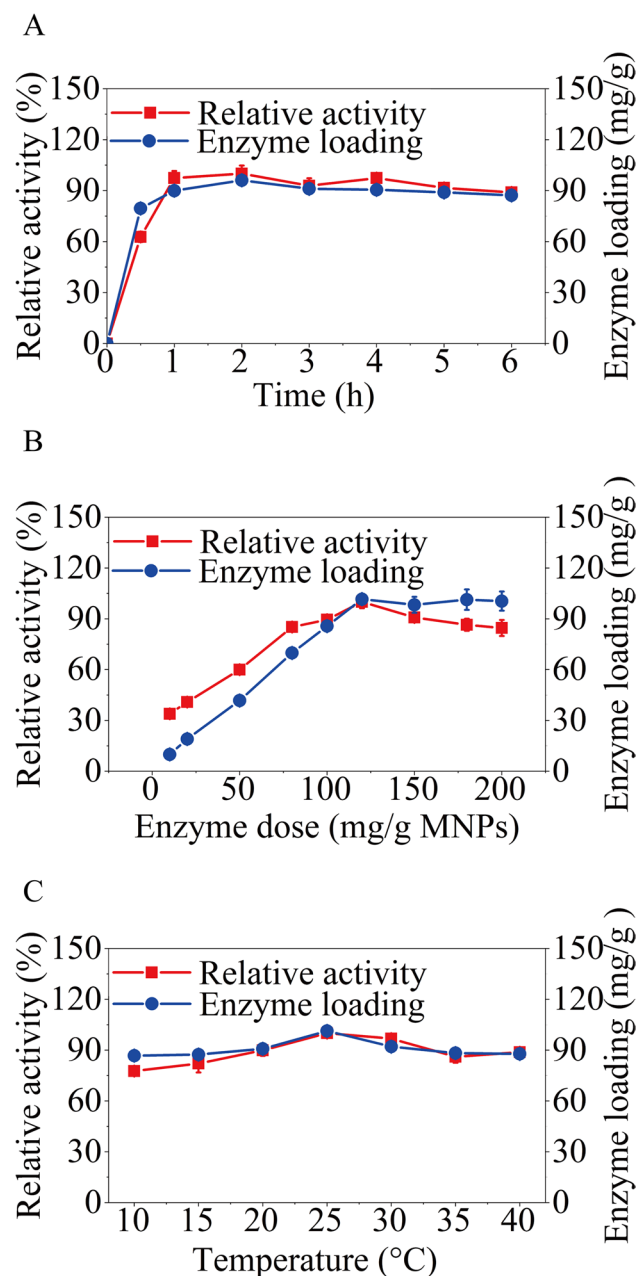 A
Relative activity (%)
150
120
90
60
30
0
Relative activity
Enzyme loading
150
120
90
60
30
0
Enzyme loading (mg/g)
0 1 2 3 4 5 6
Time (h)
B
Relative activity (%)
150
120
90
60
30
0
Relative activity
Enzyme loading
150
120
90
60
30
0
Enzyme loading (mg/g)
0 50 100 150 200
Enzyme dose (mg/g MNPs)
C
Relative activity (%)
150
120
90
60
30
0
Relative activity
Enzyme loading
150
120
90
60
30
0
Enzyme loading (mg/g )
10 15 20 25 30 35 40
Temperature (°C)